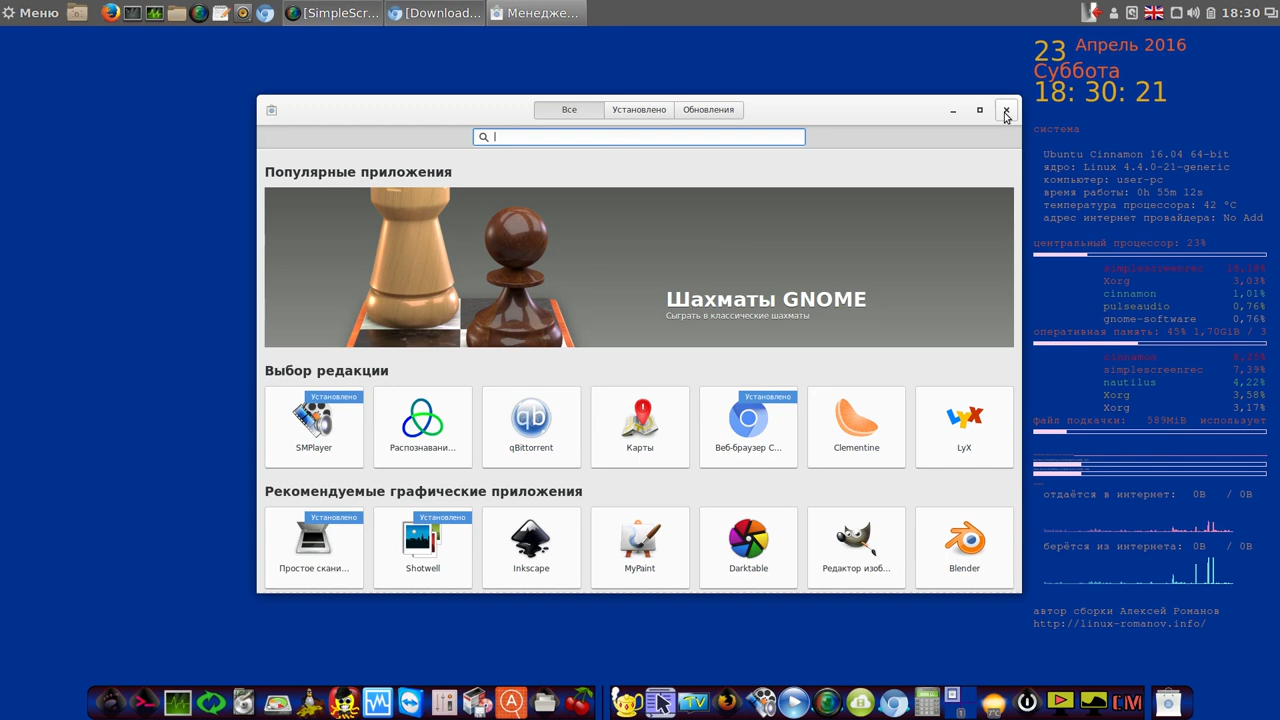 Меню
[SimpleScr...
[Download...
Менедже...
18:30
23 Апрель 2016
Суббота
18: 30: 21
Все
Установлено
Обновления
Популярные приложения
Шахматы GNOME
Сыграть в классические шахматы
Выбор редакции
Установлено
Установлено
SMPlayer
Распознавани...
qBittorrent
Карты
Веб-браузер C...
Clementine
LyX
Рекомендуемые графические приложения
Установлено
Установлено
Простое скани...
Shotwell
Inkscape
MyPaint
Darktable
Редактор изоб...
Blender
система
Ubuntu Cinnamon 16.04 64-bit
ядро: Linux 4.4.0-21-generic
компьютер: user-pc
время работы: 0h 55m 12s
температура процессора: 42 °C
адрес интернет провайдера: No Add
центральный процессор: 23%
simplescreenrec
Xorg 3,03%
cinnamon 1,01%
pulseaudio 0,76%
gnome-software 0,76%
оперативная память: 45% 1,70GiB / 3
cinnamon
simplescreenrec 7,39%
nautilus 4,22%
Xorg 3,58%
Xorg 3,17%
файл подкачки: 589MiB использует
отдаётся в интернет: 0B / 0B
берётся из интернета: 0B / 0B
автор сборки Алексей Романов
http://linux-romanov.info/